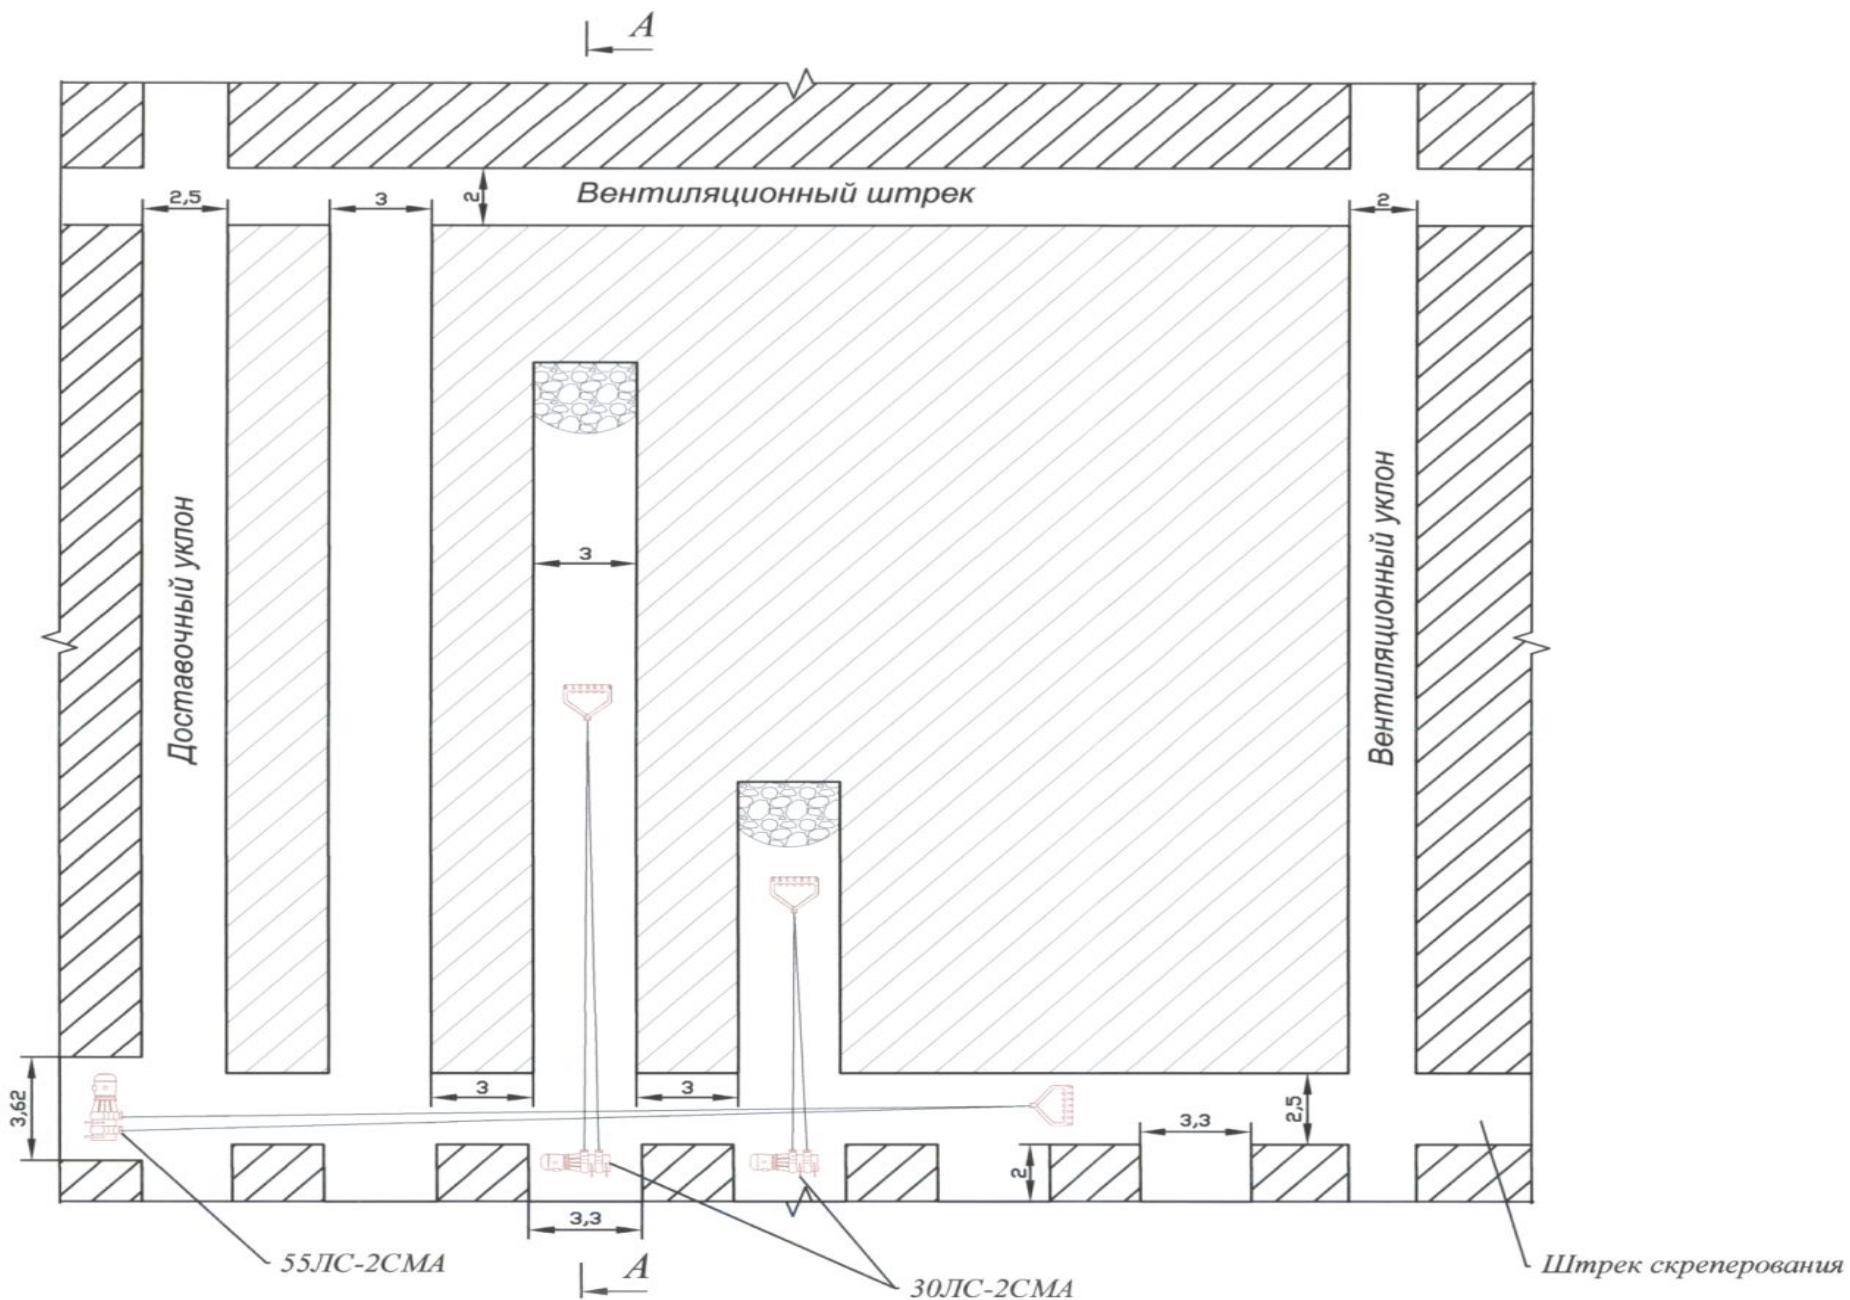 А
Вентиляционный штрек
2,5
3
2
2
3
Доставочный уклон
Вентиляционный уклон
3
3
3,62
2,5
3,3
2
3,3
55ЛС-2СМА
А
30ЛС-2СМА
Штрек скреперования